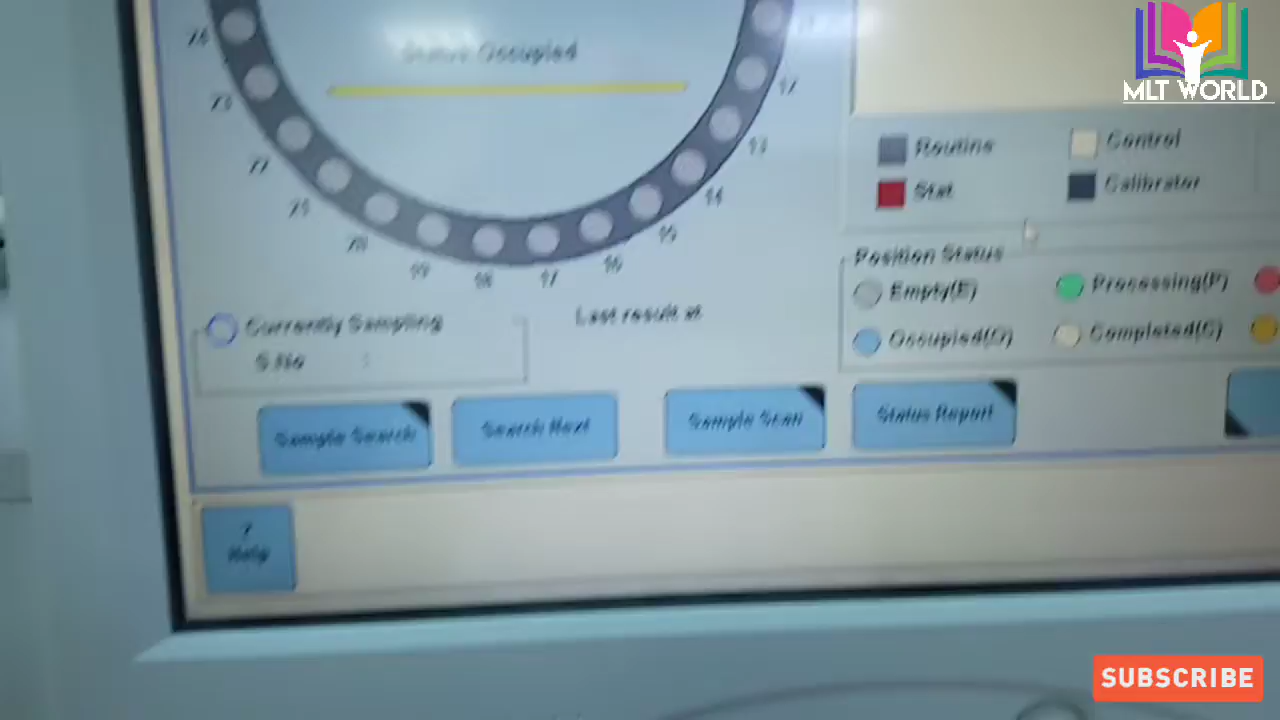 MLT WORLD
Status Occupied
Routine
Control
Stat
Calibrator
Position Status
Empty(E)
Processing(P)
Occupied(O)
Completed(C)
Currently Sampling
S.No :
Last result at
Sample Search
Search Next
Sample Scan
Status Report
?
Help
SUBSCRIBE